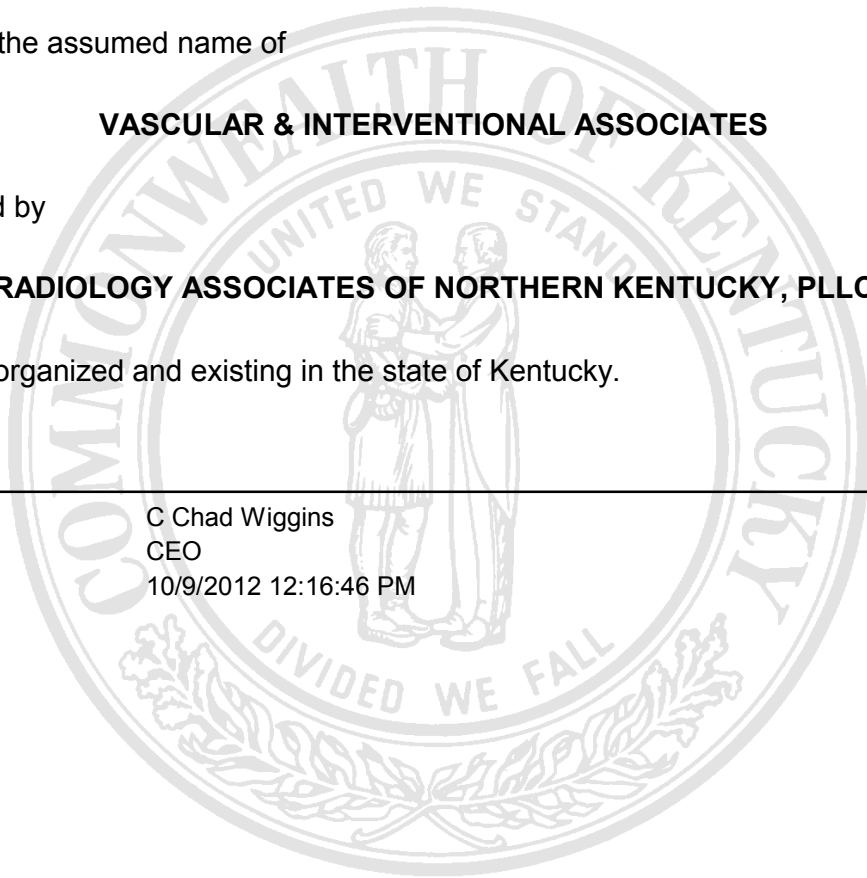 the assumed name of
VASCULAR & INTERVENTIONAL ASSOCIATES
by
RADIOLOGY ASSOCIATES OF NORTHERN KENTUCKY, PLLC
organized and existing in the state of Kentucky.
C Chad Wiggins
CEO
10/9/2012 12:16:46 PM
COMMONWEALTH OF KENTUCKY
UNITED WE STAND
DIVIDED WE FALL